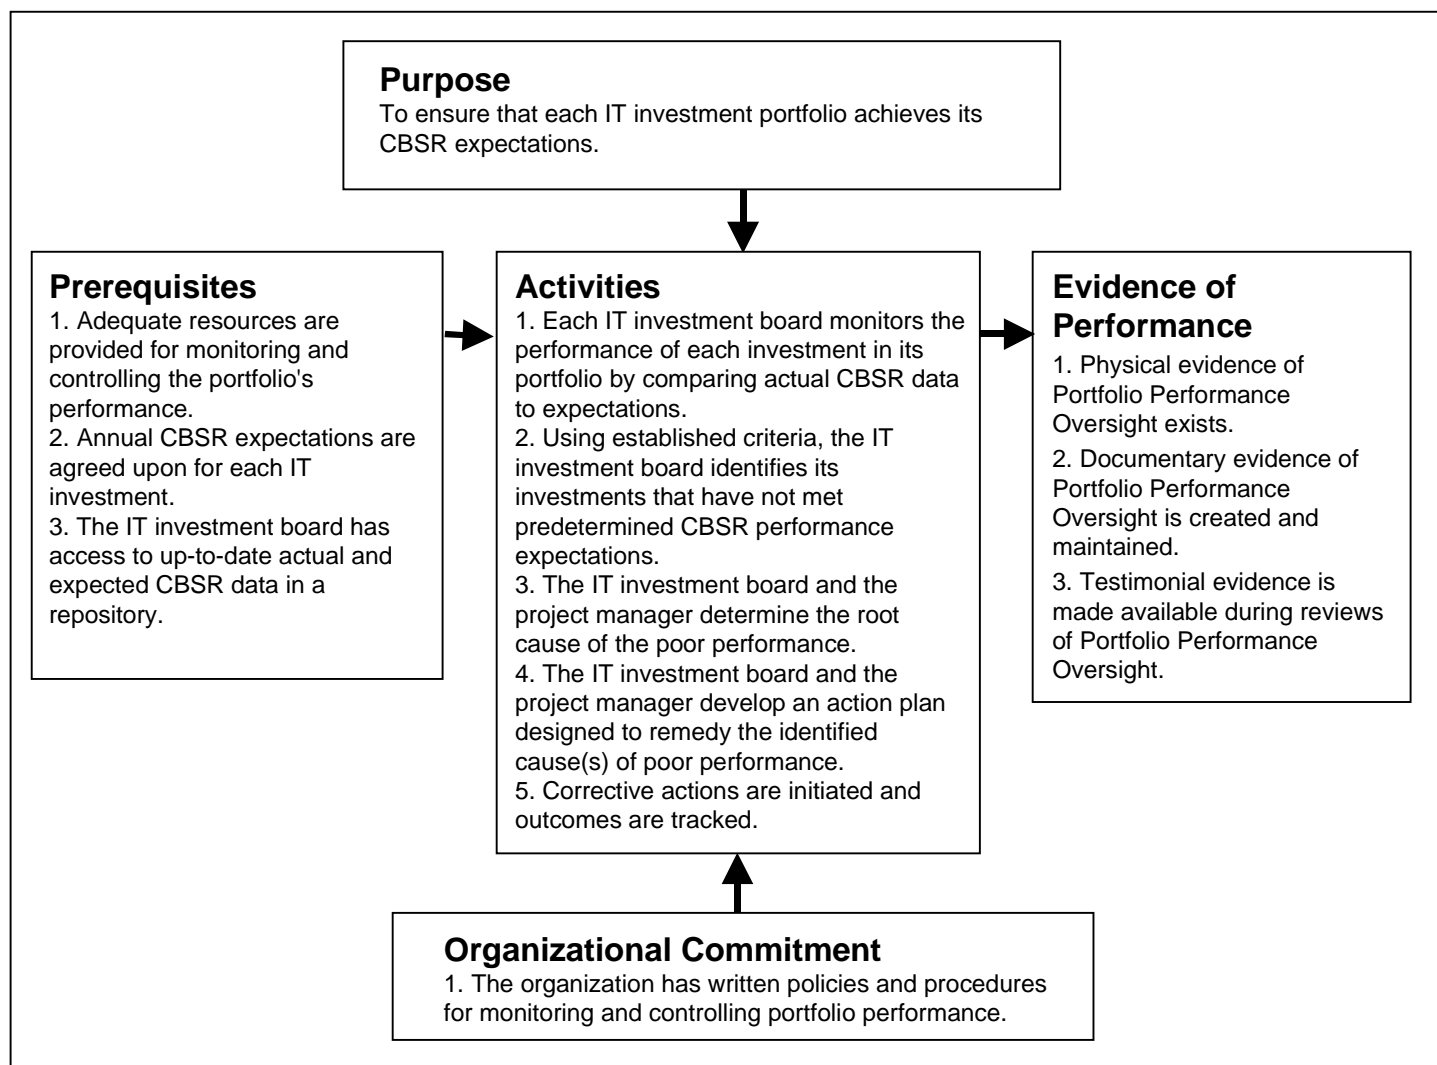 Purpose
To ensure that each IT investment portfolio achieves its
CBSR expectations.
Prerequisites
1. Adequate resources are
provided for monitoring and
controlling the portfolio's
performance.
2. Annual CBSR expectations are
agreed upon for each IT
investment.
3. The IT investment board has
access to up-to-date actual and
expected CBSR data in a
repository.
Activities
1. Each IT investment board monitors the
performance of each investment in its
portfolio by comparing actual CBSR data
to expectations.
2. Using established criteria, the IT
investment board identifies its
investments that have not met
predetermined CBSR performance
expectations.
3. The IT investment board and the
project manager determine the root
cause of the poor performance.
4. The IT investment board and the
project manager develop an action plan
designed to remedy the identified
cause(s) of poor performance.
5. Corrective actions are initiated and
outcomes are tracked.
Evidence of
Performance
1. Physical evidence of
Portfolio Performance
Oversight exists.
2. Documentary evidence of
Portfolio Performance
Oversight is created and
maintained.
3. Testimonial evidence is
made available during reviews
of Portfolio Performance
Oversight.
Organizational Commitment
1. The organization has written policies and procedures
for monitoring and controlling portfolio performance.